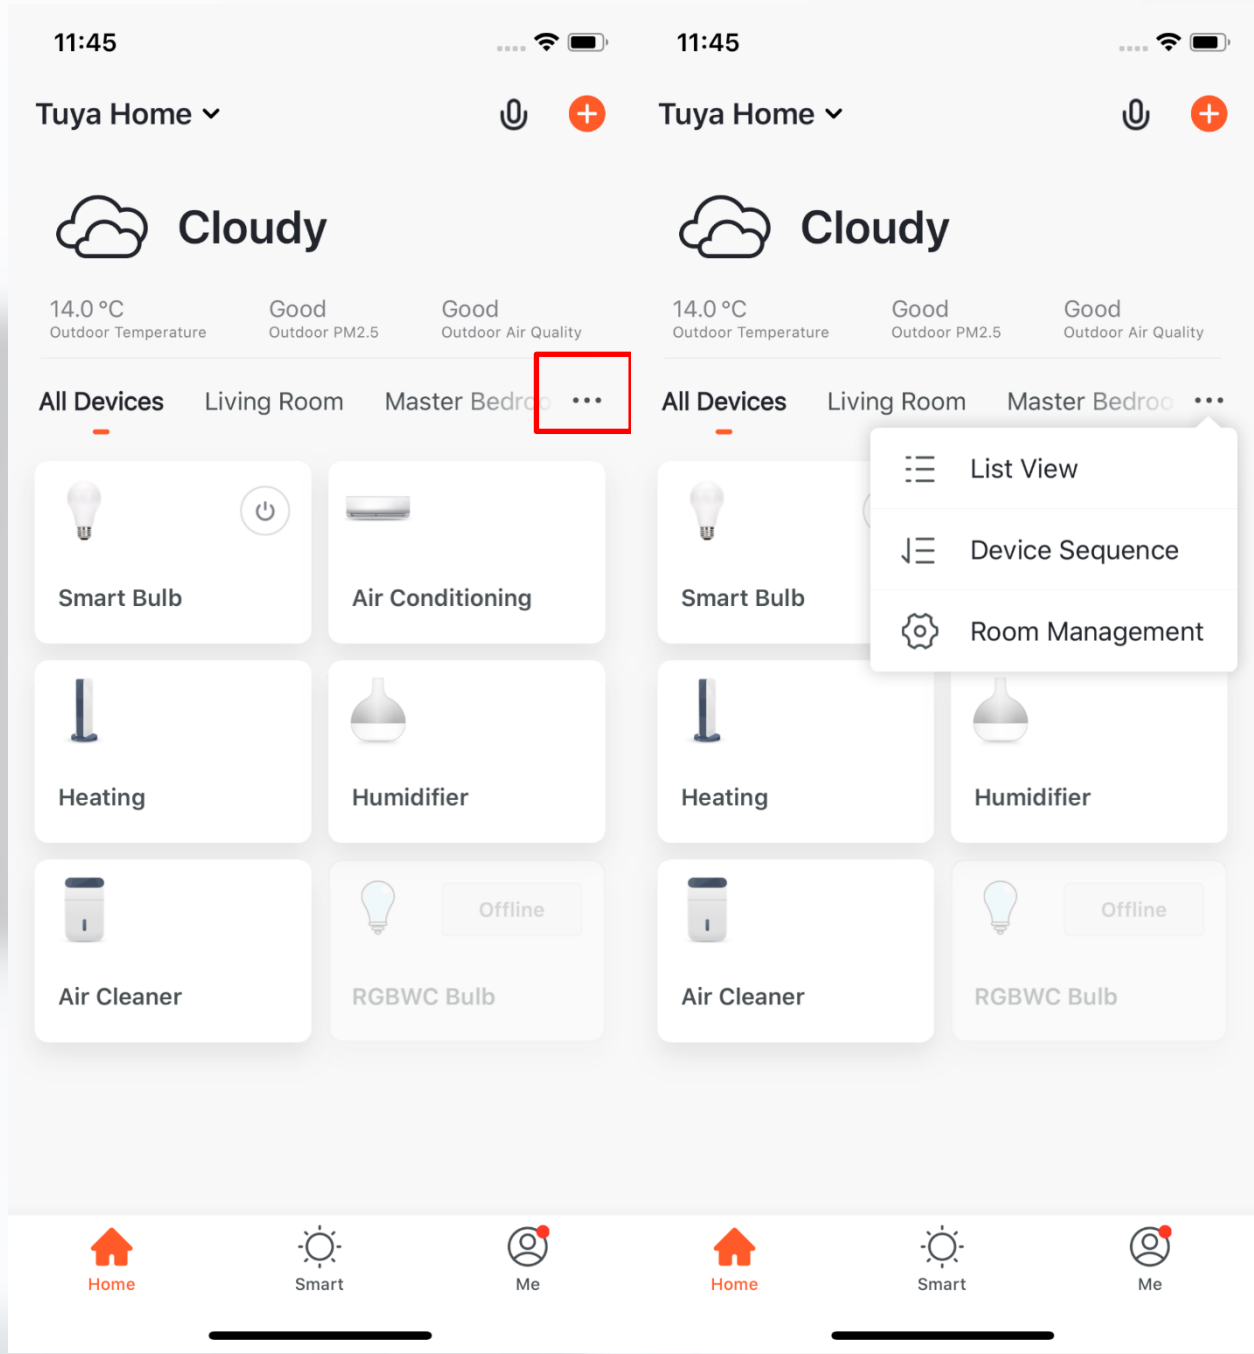 11:45
Tuya Home
Cloudy
14.0 °C Good Good
Outdoor Temperature Outdoor PM2.5 Outdoor Air Quality
All Devices Living Room Master Bedroo
Smart Bulb Air Conditioning
Heating Humidifier
Offline
Air Cleaner RGBWC Bulb
Home Smart Me
11:45
Tuya Home
Cloudy
14.0 °C Good Good
Outdoor Temperature Outdoor PM2.5 Outdoor Air Quality
All Devices Living Room Master Bedroo
List View
Device Sequence
Smart Bulb
Room Management
Heating Humidifier
Offline
Air Cleaner RGBWC Bulb
Home Smart Me